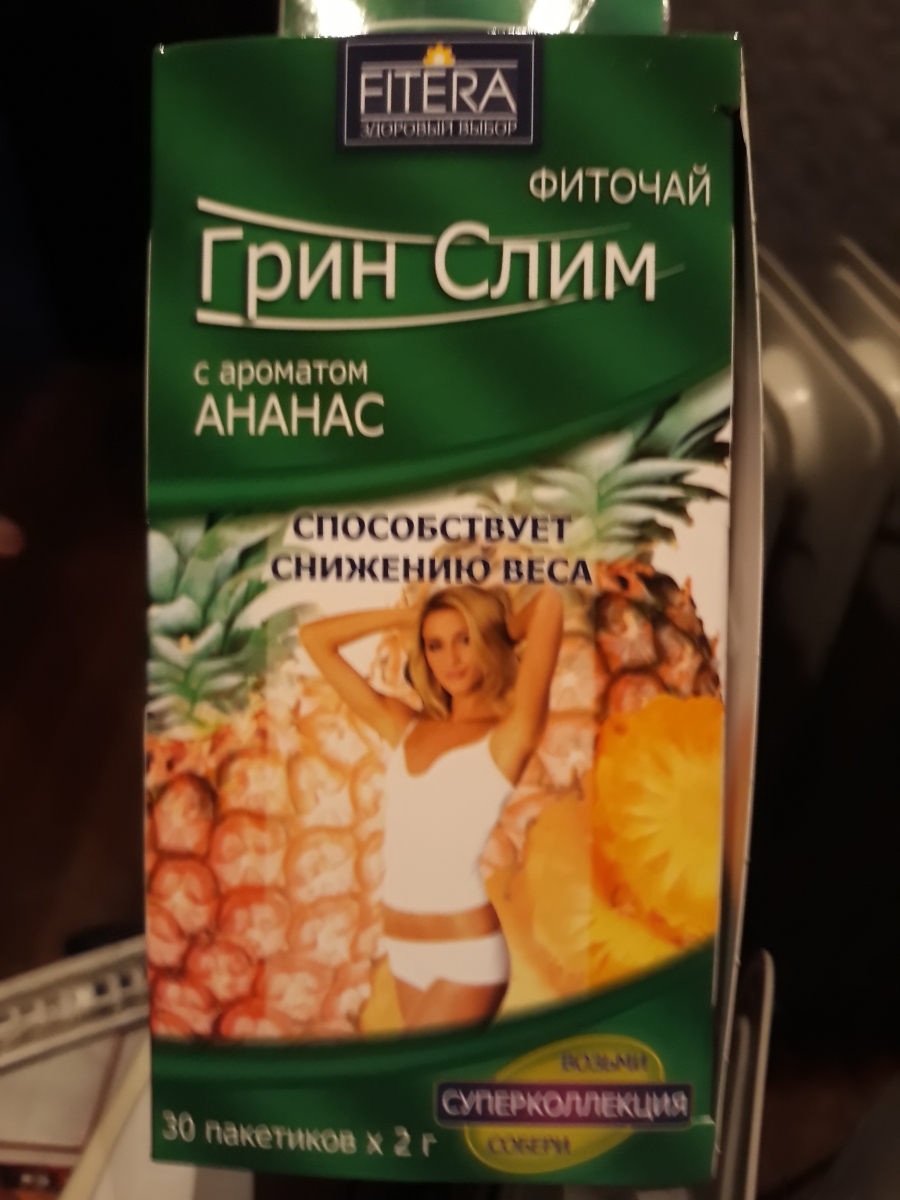 FITERA
ЗДОРОВЫЙ ВЫБОР
ФИТОЧАЙ
Грин Слим
с ароматом
АНАНАС
СПОСОБСТВУЕТ
СНИЖЕНИЮ ВЕСА
ВОЗЬМИ
СУПЕРКОЛЛЕКЦИЯ
СОБЕРИ
30 пакетиков х 2 г